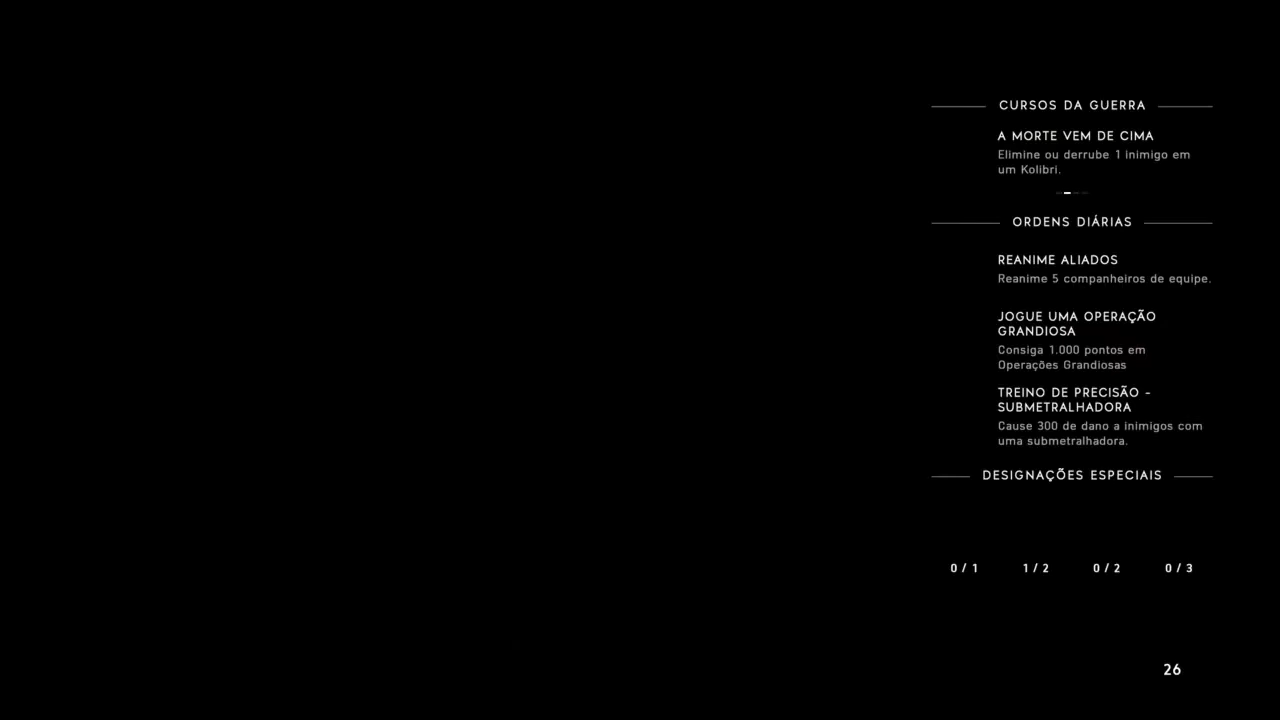 CURSOS DA GUERRA
A MORTE VEM DE CIMA
Elimine ou derrube 1 inimigo em
um Kolibri.
ORDENS DIÁRIAS
REANIME ALIADOS
Reanime 5 companheiros de equipe.
JOGUE UMA OPERAÇÃO
GRANDIOSA
Consiga 1.000 pontos em
Operações Grandiosas
TREINO DE PRECISÃO -
SUBMETRALHADORA
Cause 300 de dano a inimigos com
uma submetralhadora.
DESIGNAÇÕES ESPECIAIS
0 / 1 1 / 2 0 / 2 0 / 3
26